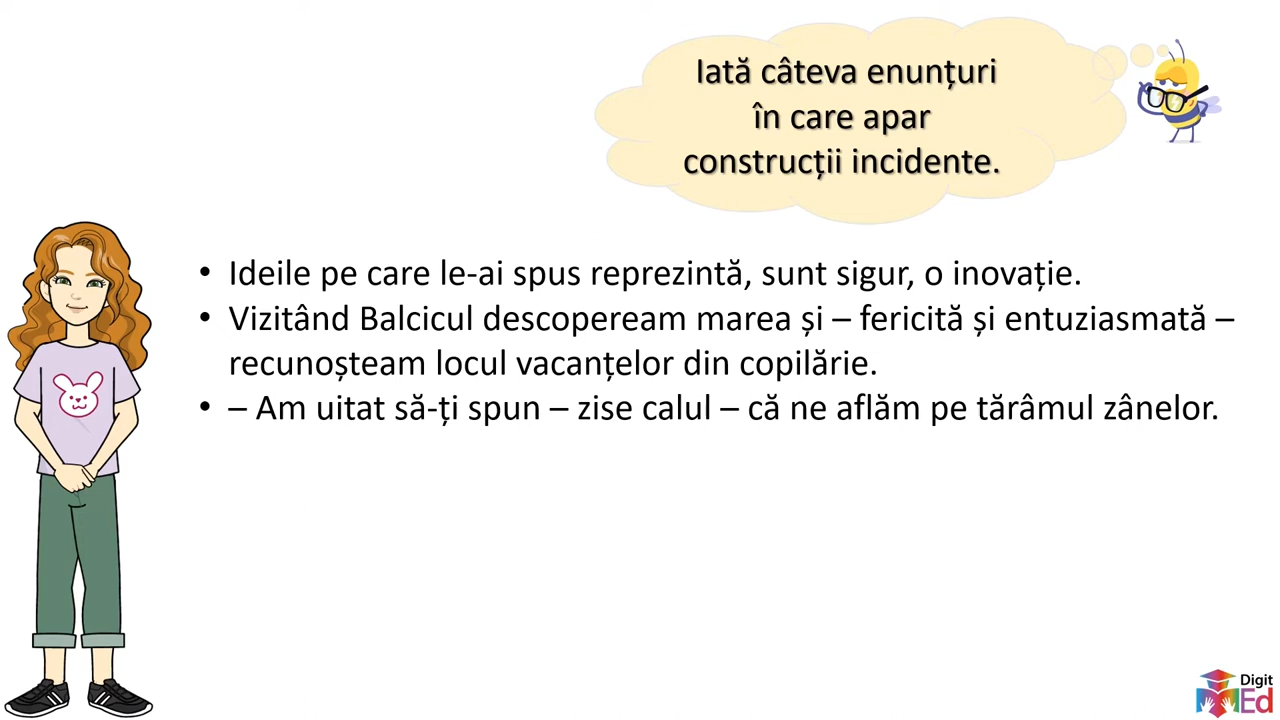 Iată câteva enunțuri
în care apar
construcții incidente.
• Ideile pe care le-ai spus reprezintă, sunt sigur, o inovație.
• Vizitând Balcicul descopeream marea și – fericită și entuziasmată –
recunoșteam locul vacanțelor din copilărie.
• – Am uitat să-ți spun – zise calul – că ne aflăm pe tărâmul zânelor.
Digit
Ed